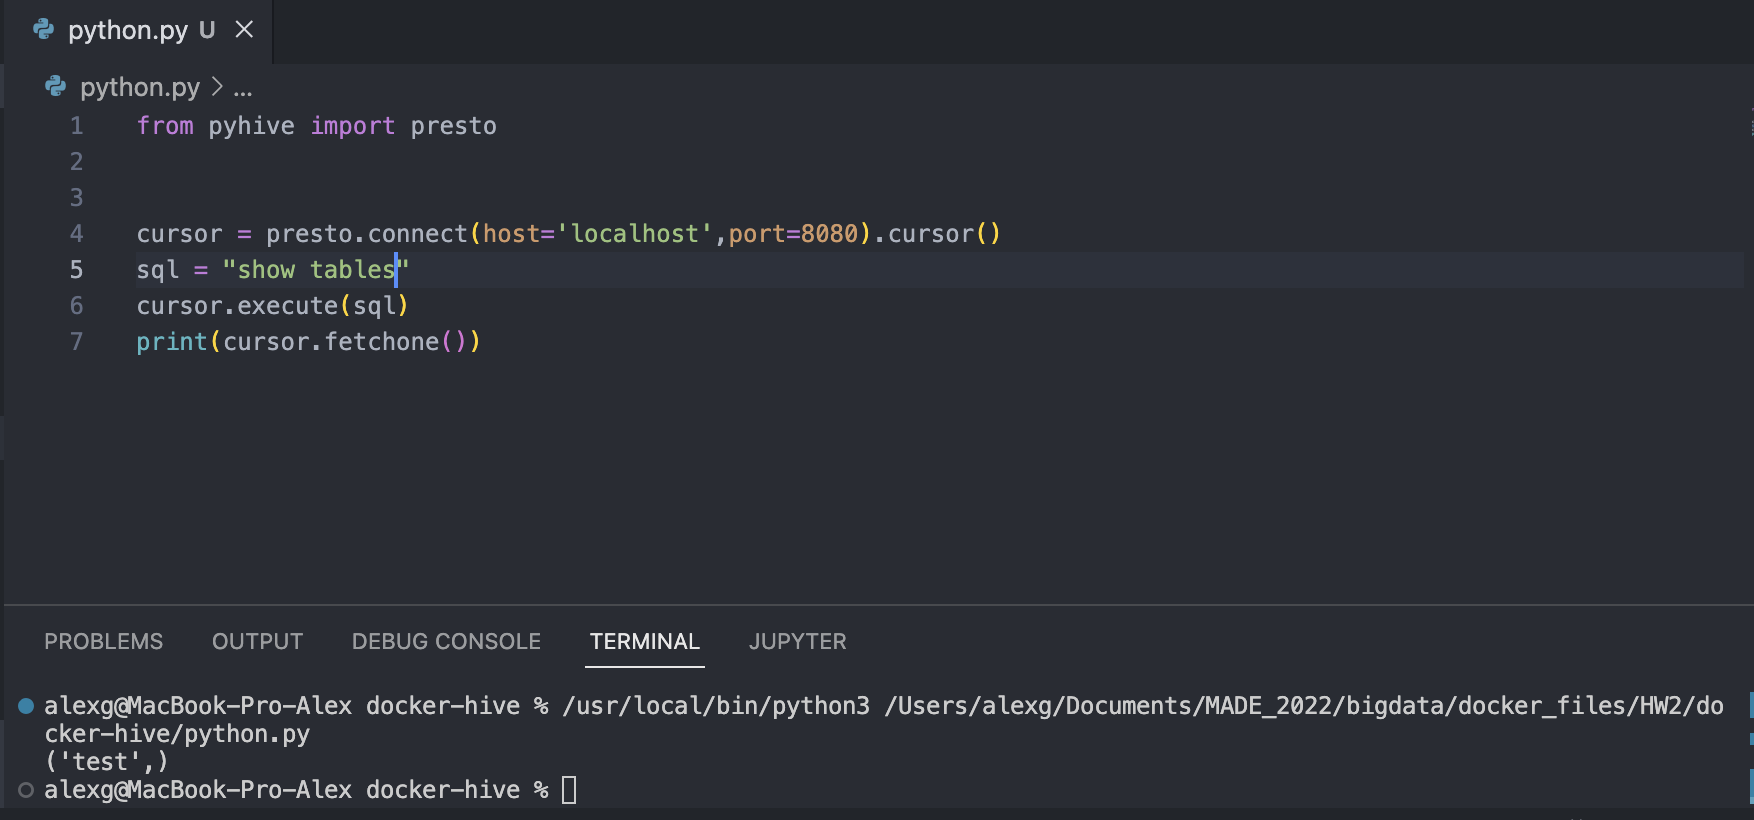 python.py U
python.py > ...
1 from pyhive import presto
2
3
4 cursor = presto.connect(host='localhost',port=8080).cursor()
5 sql = "show tables"
6 cursor.execute(sql)
7 print(cursor.fetchone())
PROBLEMS OUTPUT DEBUG CONSOLE TERMINAL JUPYTER
alexg@MacBook-Pro-Alex docker-hive % /usr/local/bin/python3 /Users/alexg/Documents/MADE_2022/bigdata/docker_files/HW2/do
cker-hive/python.py
('test',)
alexg@MacBook-Pro-Alex docker-hive %